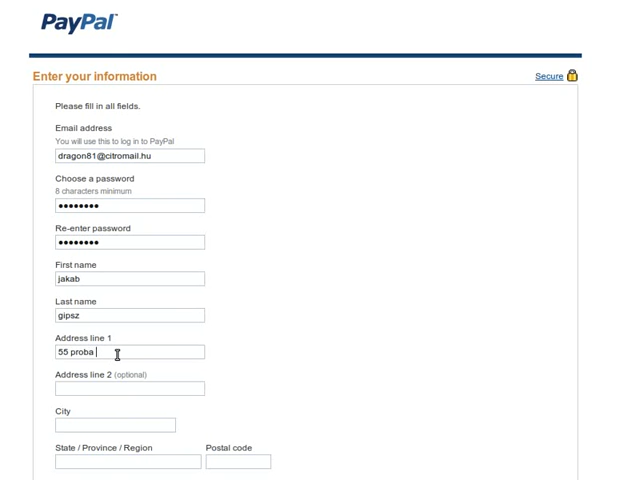 PayPal
Enter your information
Secure
Please fill in all fields.
Email address
You will use this to log in to PayPal
dragon81@citromail.hu
Choose a password
8 characters minimum
••••••••
Re-enter password
••••••••
First name
jakab
Last name
gipsz
Address line 1
55 proba
Address line 2 (optional)
City
State / Province / Region Postal code